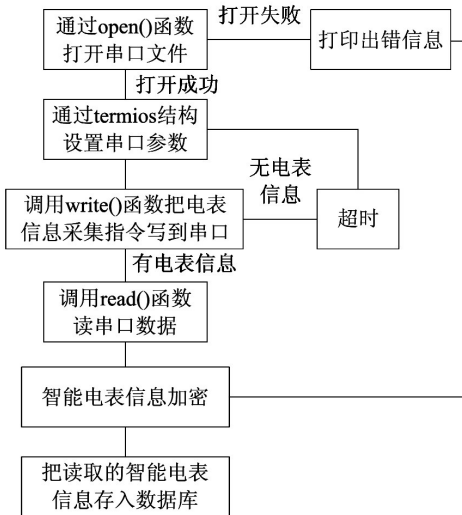 通过open()函数
打开串口文件
打开失败
打印出错信息
打开成功
通过termios结构
设置串口参数
无电表
信息
调用write()函数把电表
信息采集指令写到串口
超时
有电表信息
调用read()函数
读串口数据
智能电表信息加密
把读取的智能电表
信息存入数据库